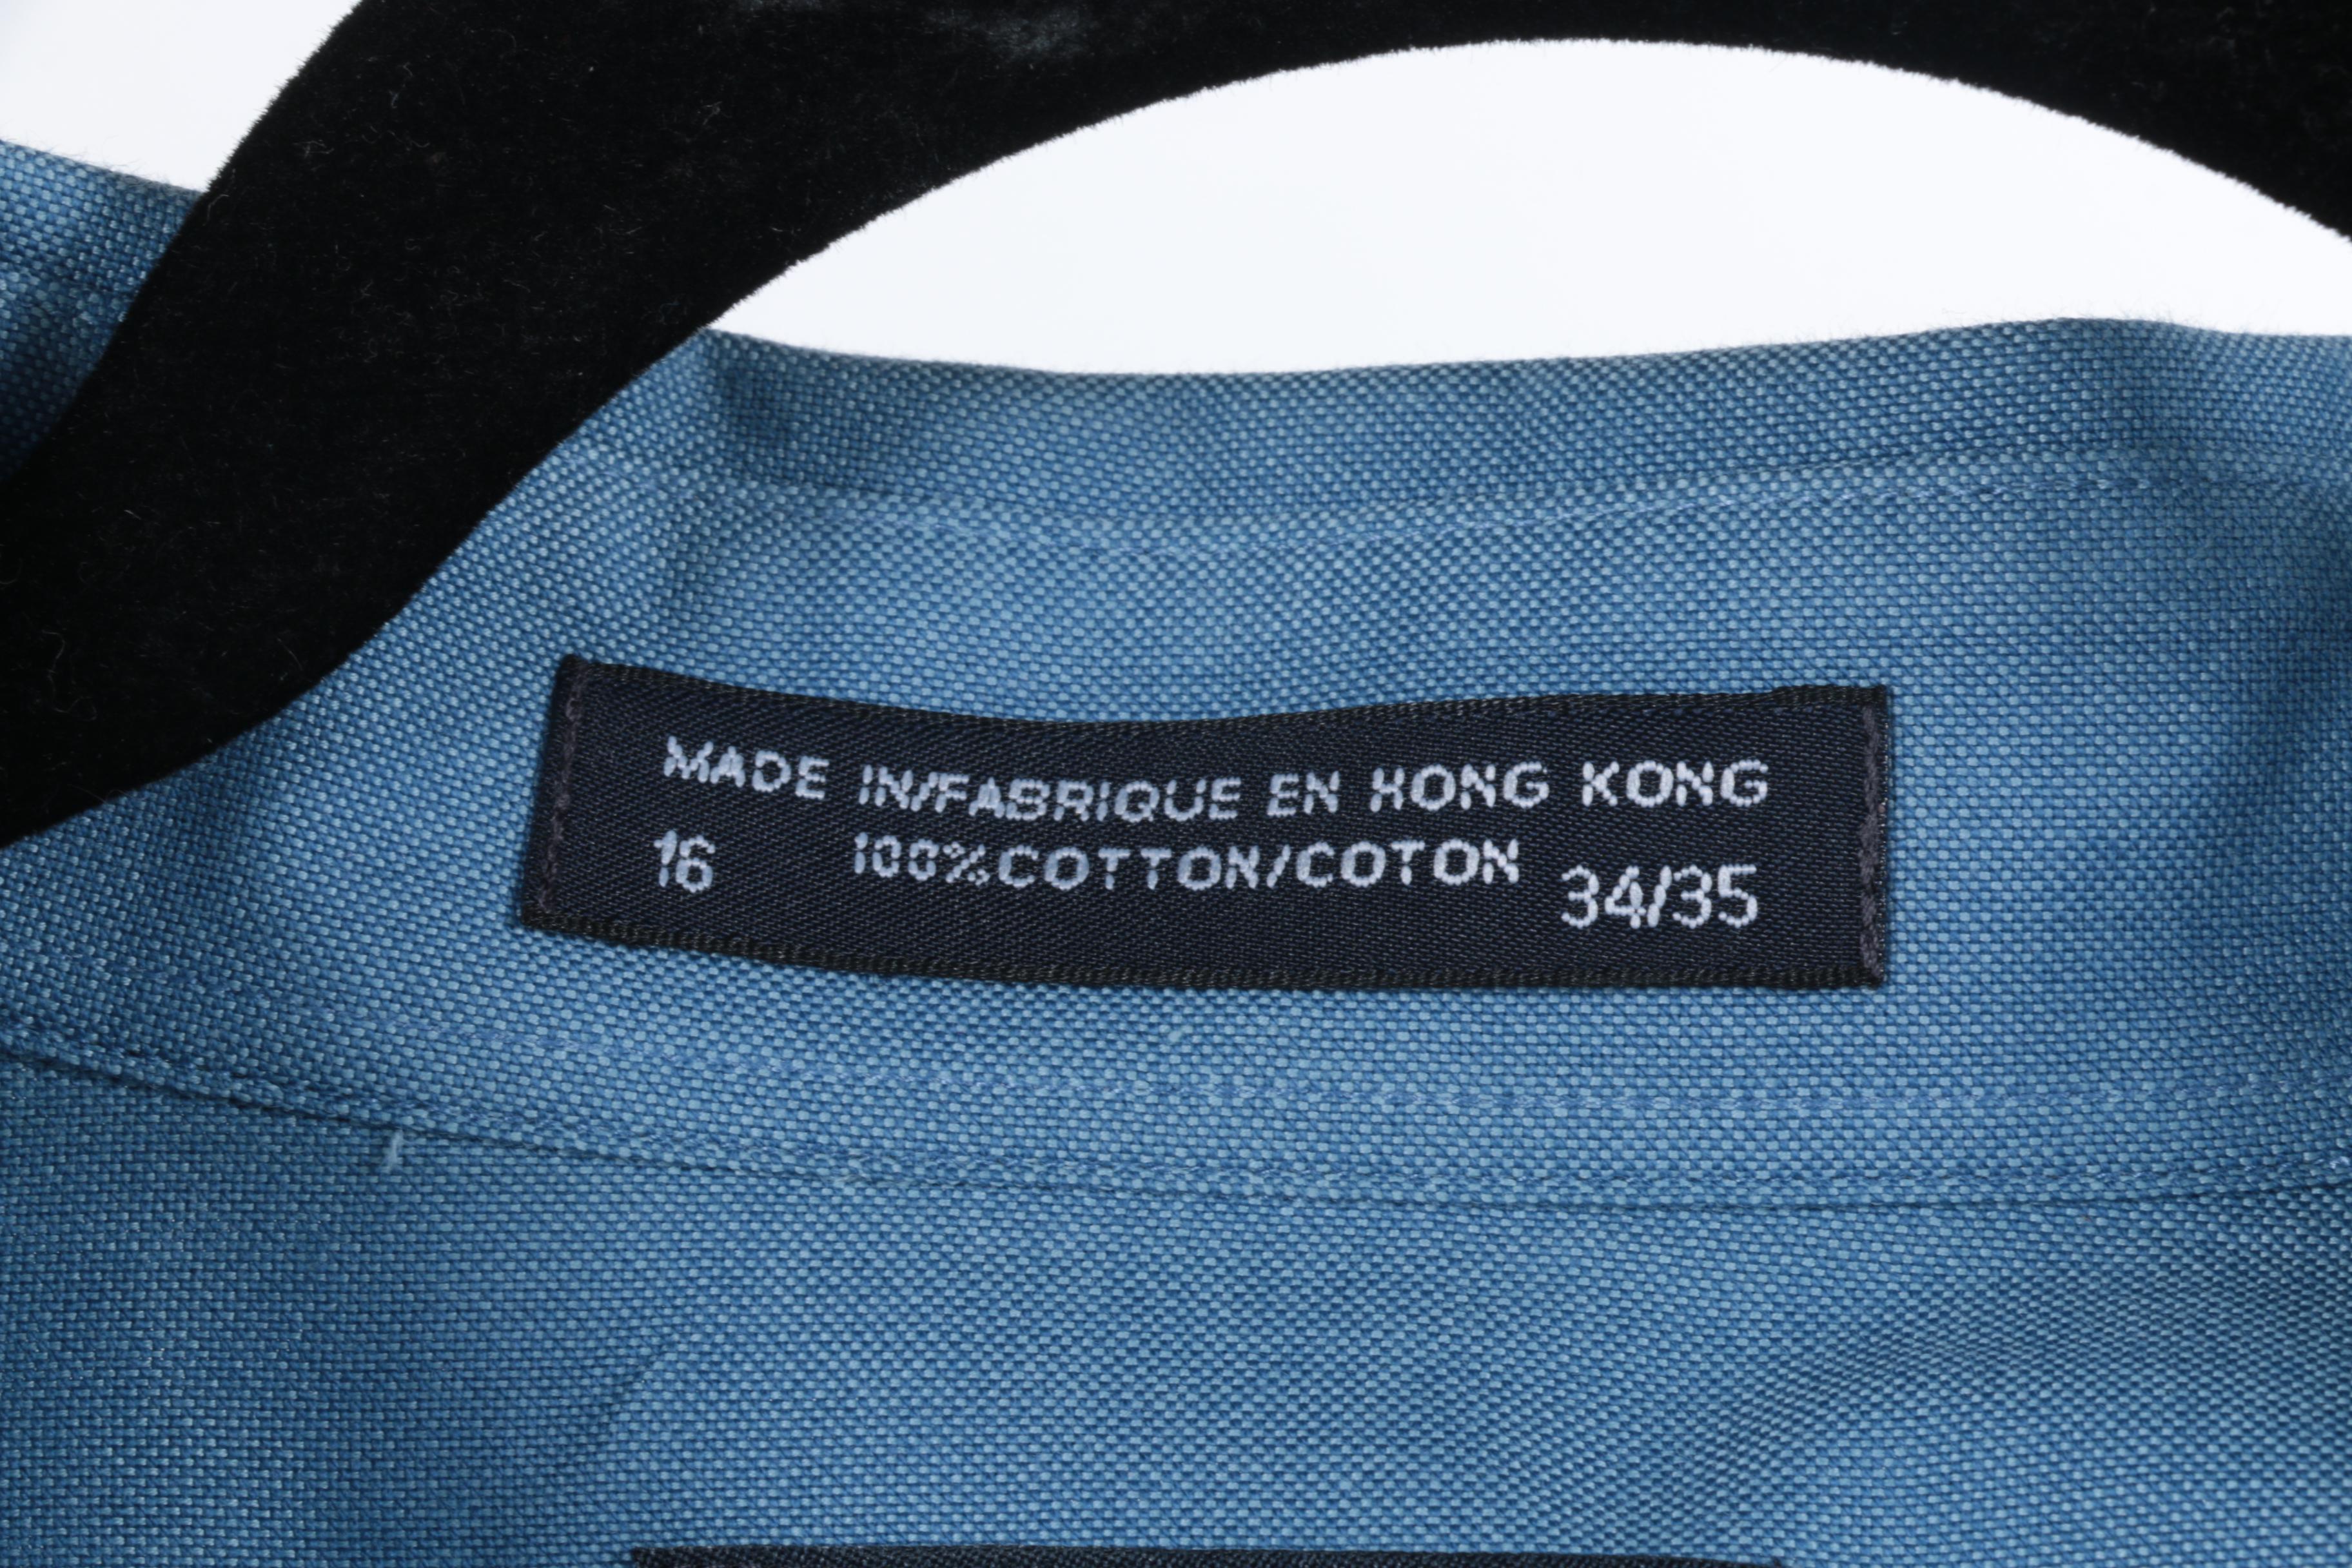 MADE IN/FABRIQUE EN HONG KONG
16 100%COTTON/COTON 34/35